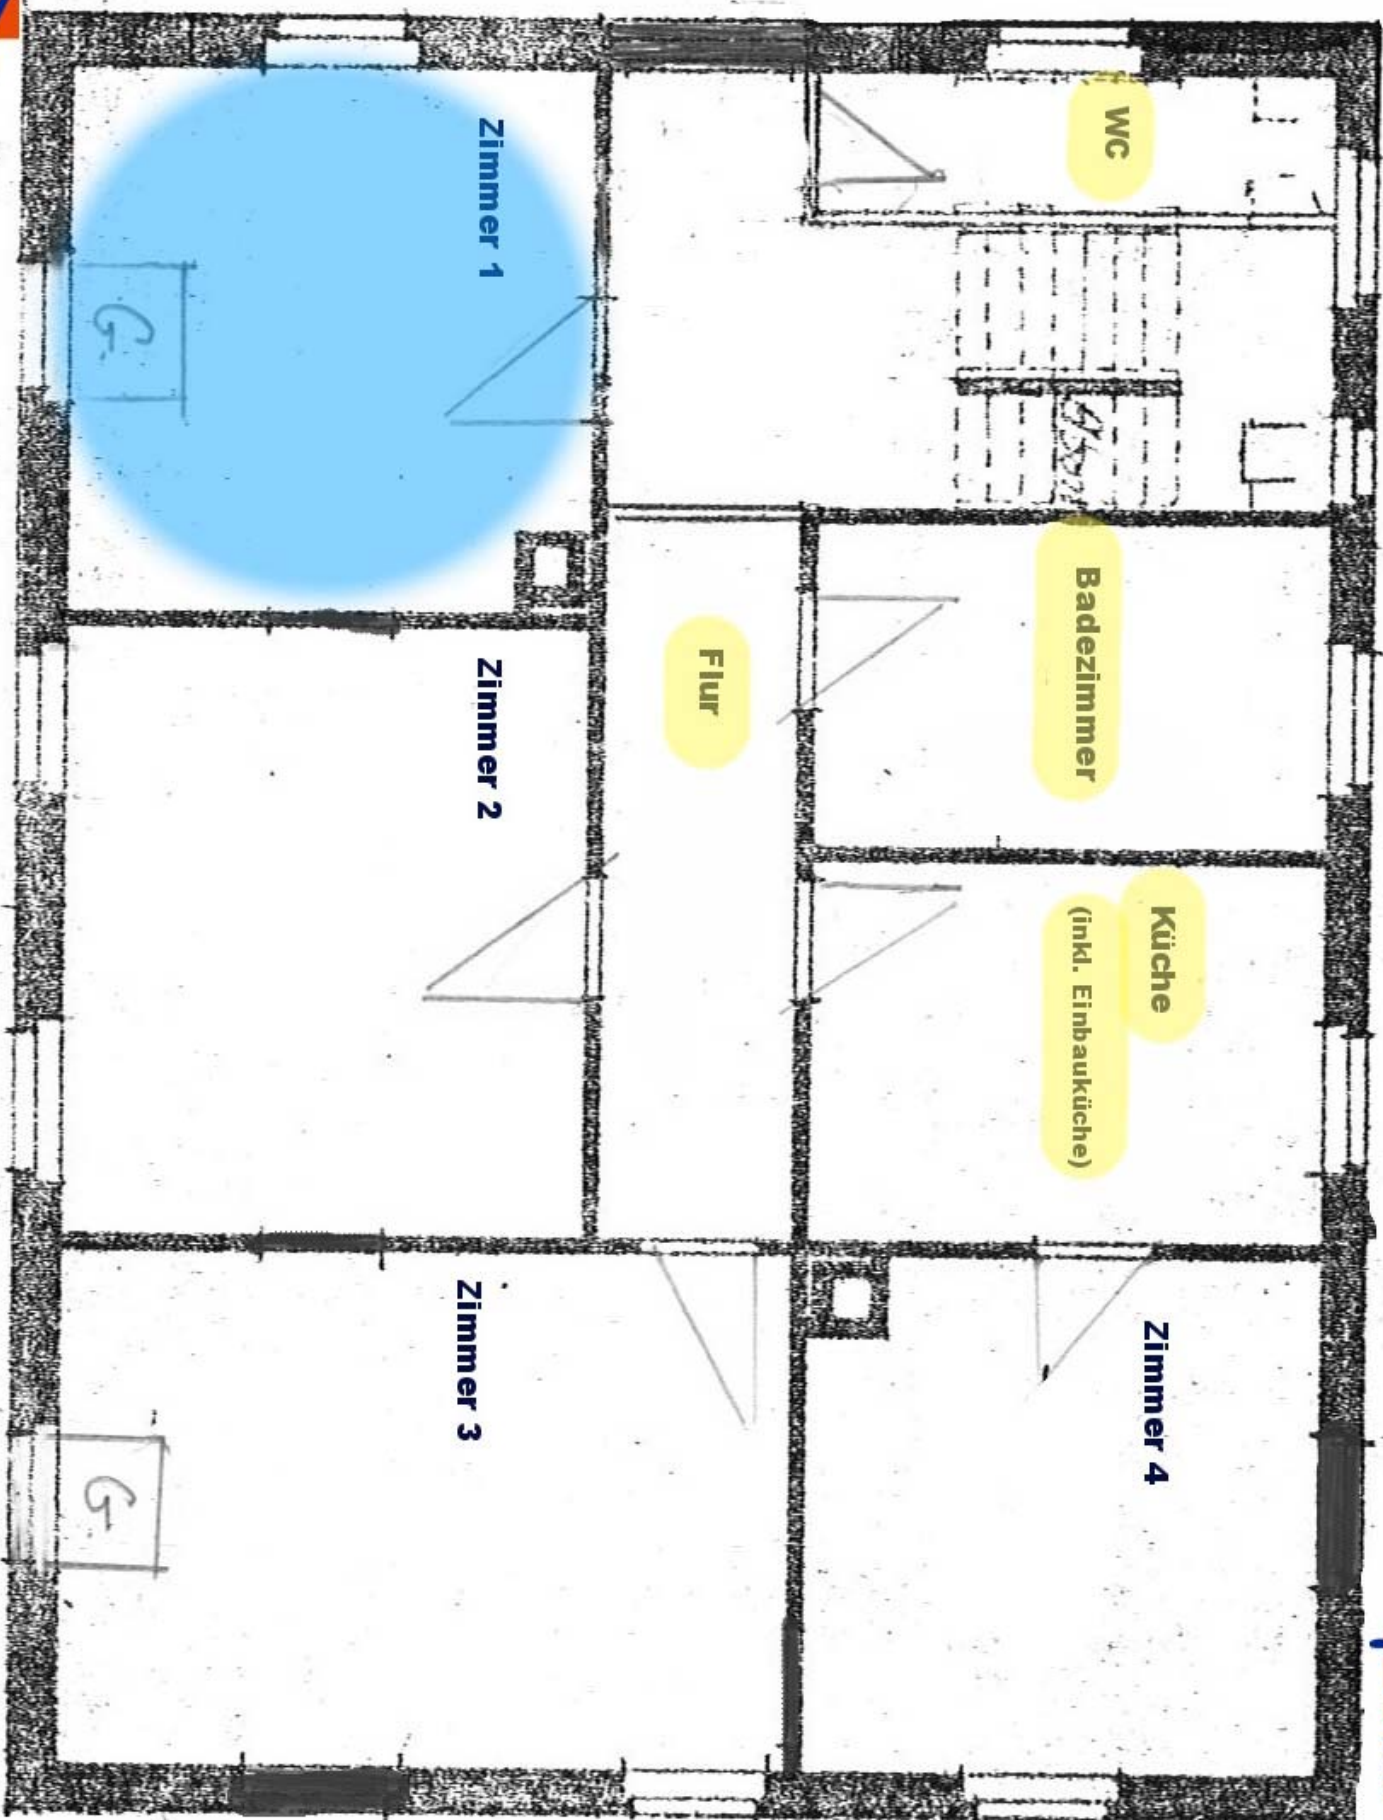 WC
Badezimmer
Küche
(inkl. Einbauküche)
Zimmer 4
Flur
Zimmer 1
Zimmer 2
Zimmer 3
G.
G.